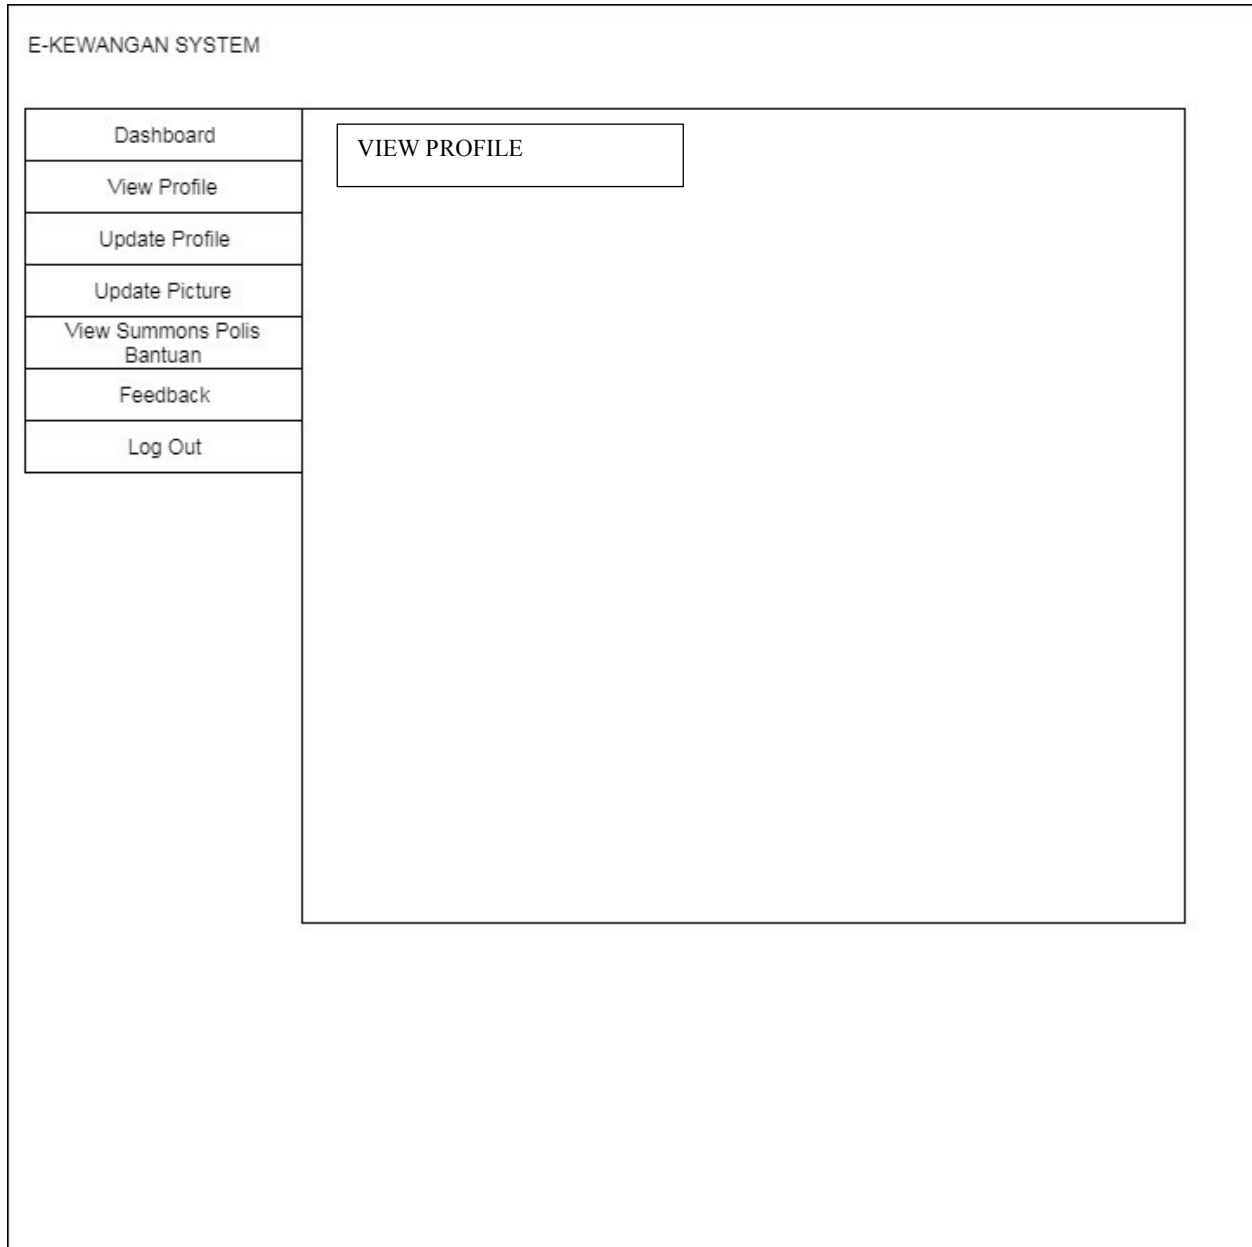 E-KEWANGAN SYSTEM
Dashboard
View Profile
Update Profile
Update Picture
View Summons Polis
Bantuan
Feedback
Log Out
VIEW PROFILE